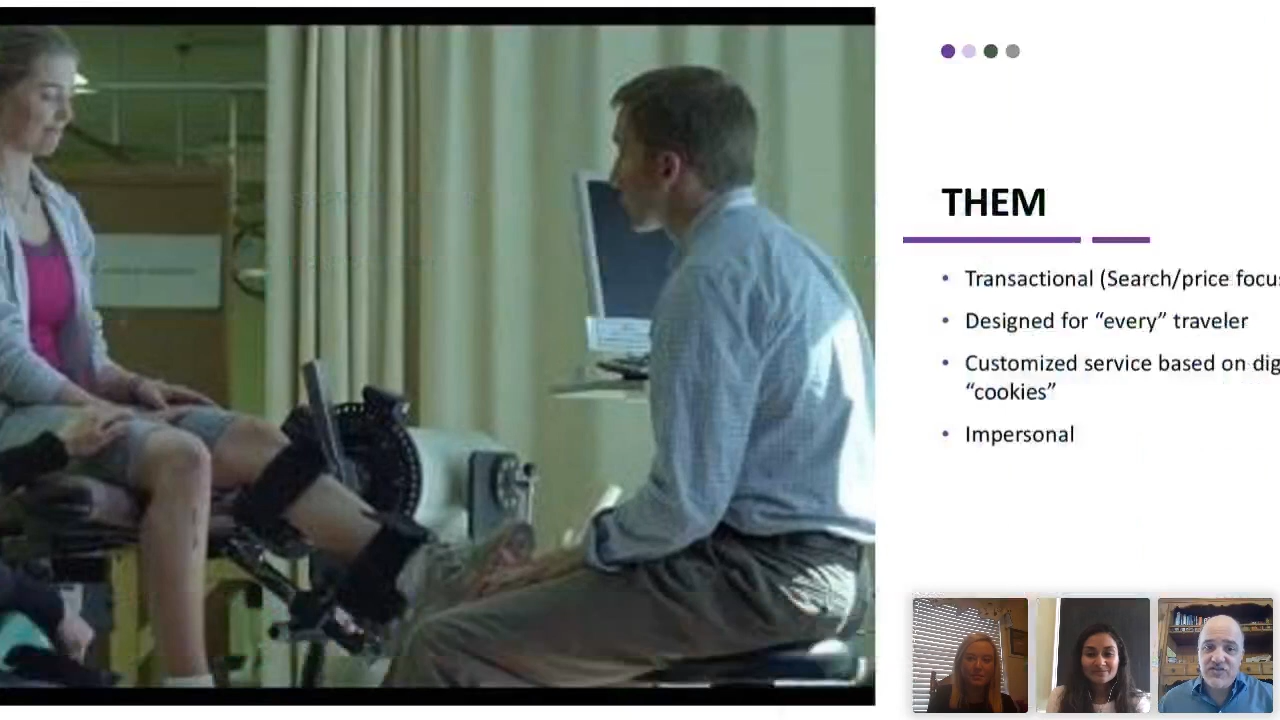 THEM
• Transactional (Search/price focu
• Designed for “every” traveler
• Customized service based on dig
“cookies”
• Impersonal